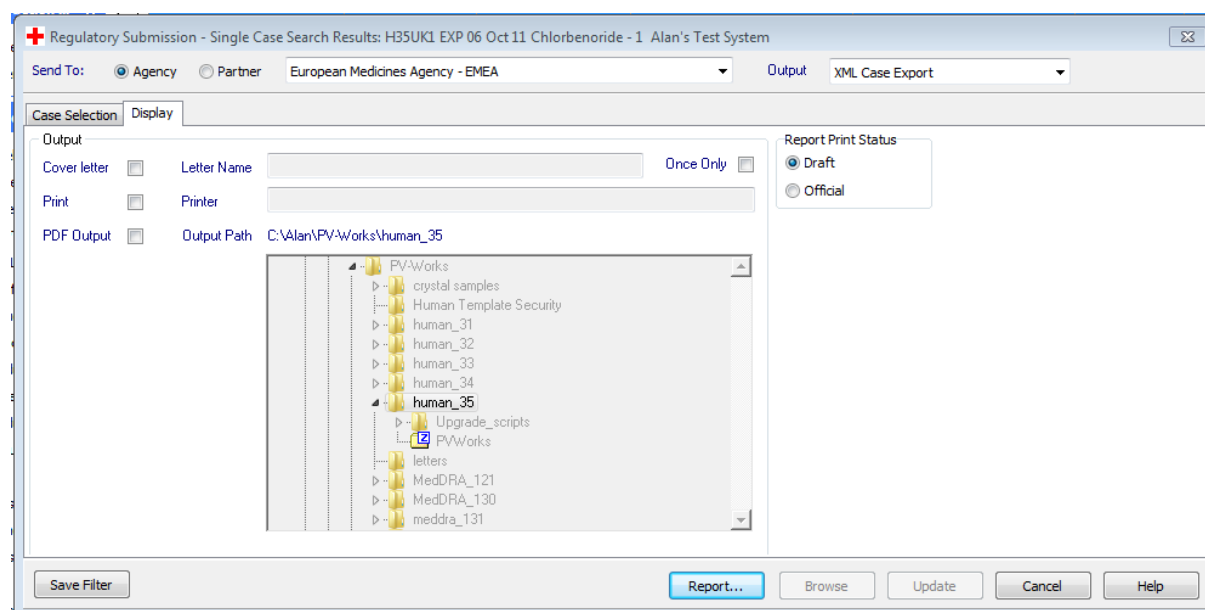 Regulatory Submission - Single Case Search Results: H35UK1 EXP 06 Oct 11 Chlorbenoride - 1 Alan's Test System
Send To: Agency Partner European Medicines Agency - EMEA Output XML Case Export
Case Selection Display
Output Report Print Status
Cover letter Letter Name Once Only Draft
Official
Print Printer
PDF Output Output Path C:\Alan\PV-Works\human_35
PV-Works
crystal samples
Human Template Security
human_31
human_32
human_33
human_34
human_35
Upgrade_scripts
PVWorks
letters
MedDRA_121
MedDRA_130
meddra_131
Save Filter Report... Browse Update Cancel Help